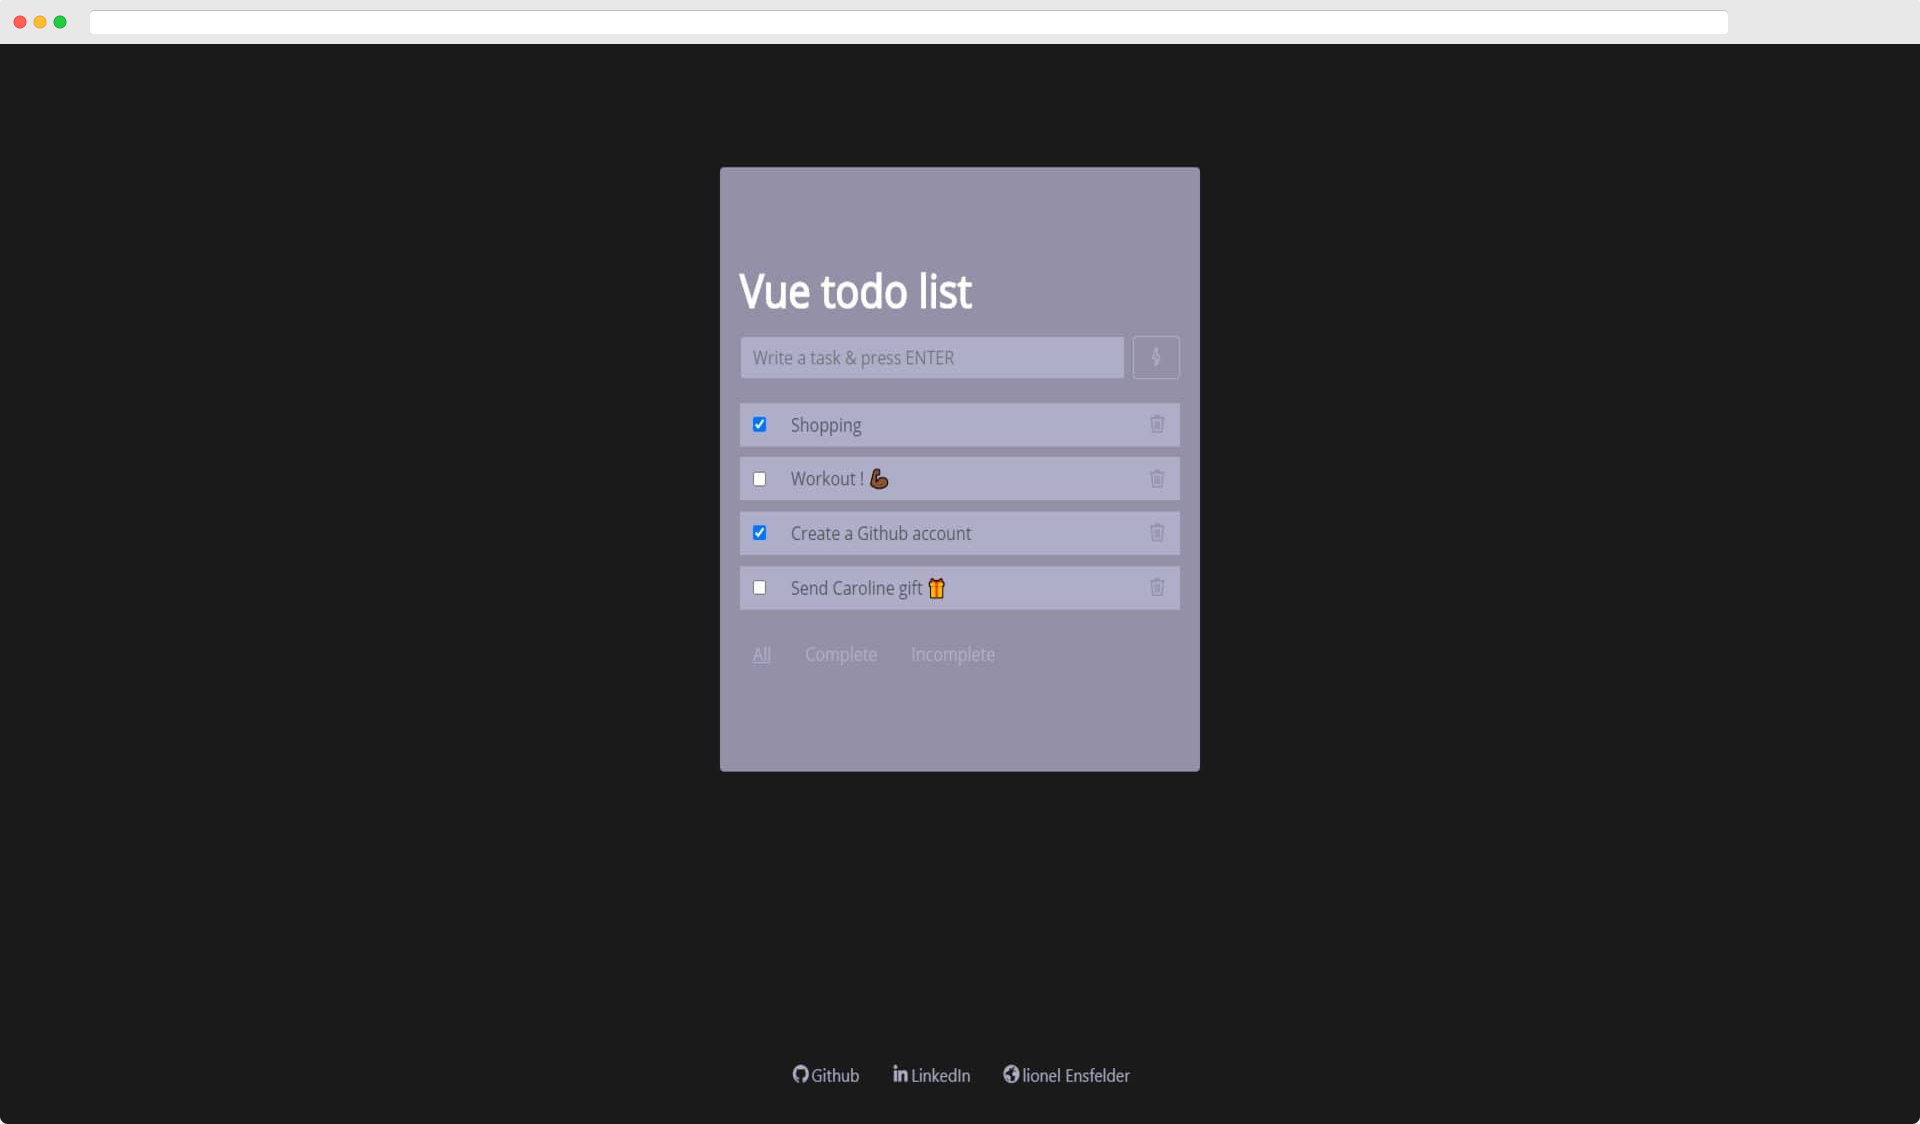 Vue todo list
Write a task & press ENTER
Shopping
Workout ! 💪🏾
Create a Github account
Send Caroline gift 🎁
All Complete Incomplete
Github LinkedIn lionel Ensfelder